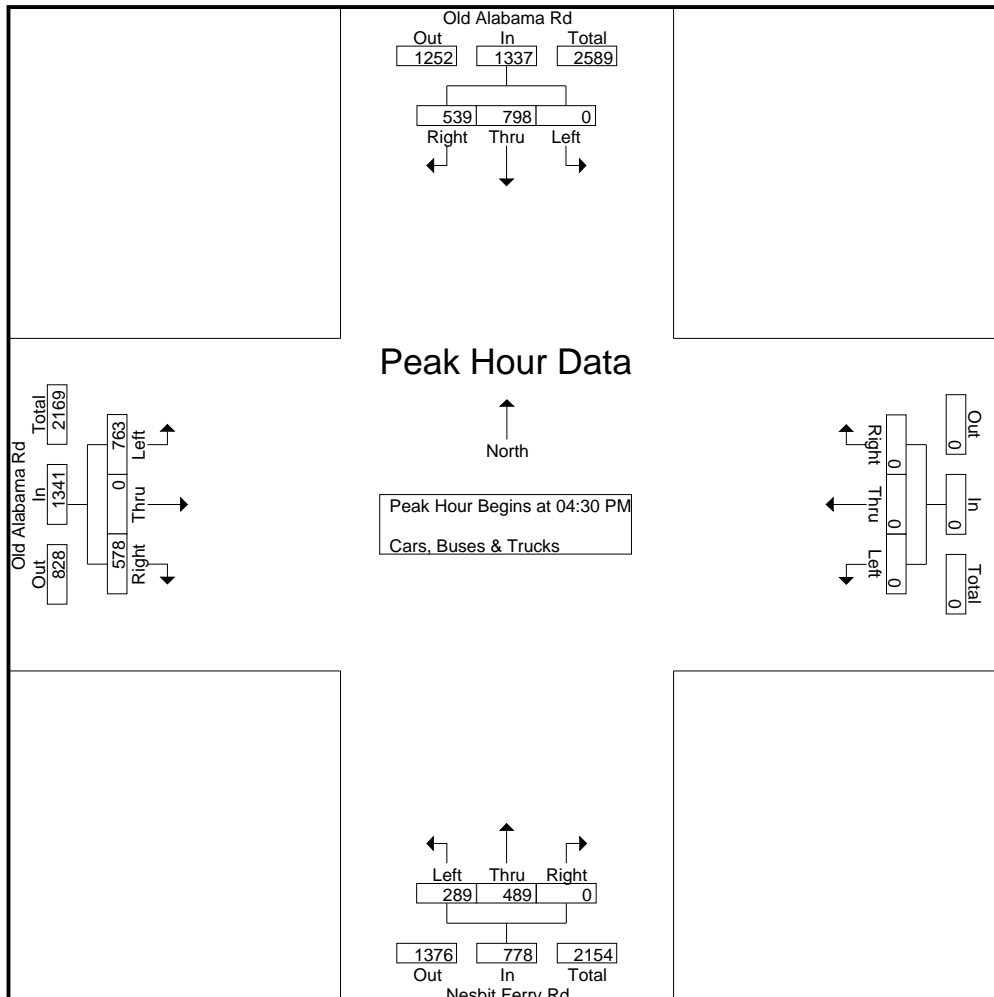 Old Alabama Rd
Out In Total
1252 1337 2589
539 798 0
Right Thru Left
Peak Hour Data
North
Peak Hour Begins at 04:30 PM
Cars, Buses & Trucks
Old Alabama Rd
Total In Out
2169 1341 828
763 0 578
Left Thru Right
Right Thru Left
0 0 0
Out In Total
0 0 0
Left Thru Right
289 489 0
1376 778 2154
Out In Total
Nesbit Ferry Rd